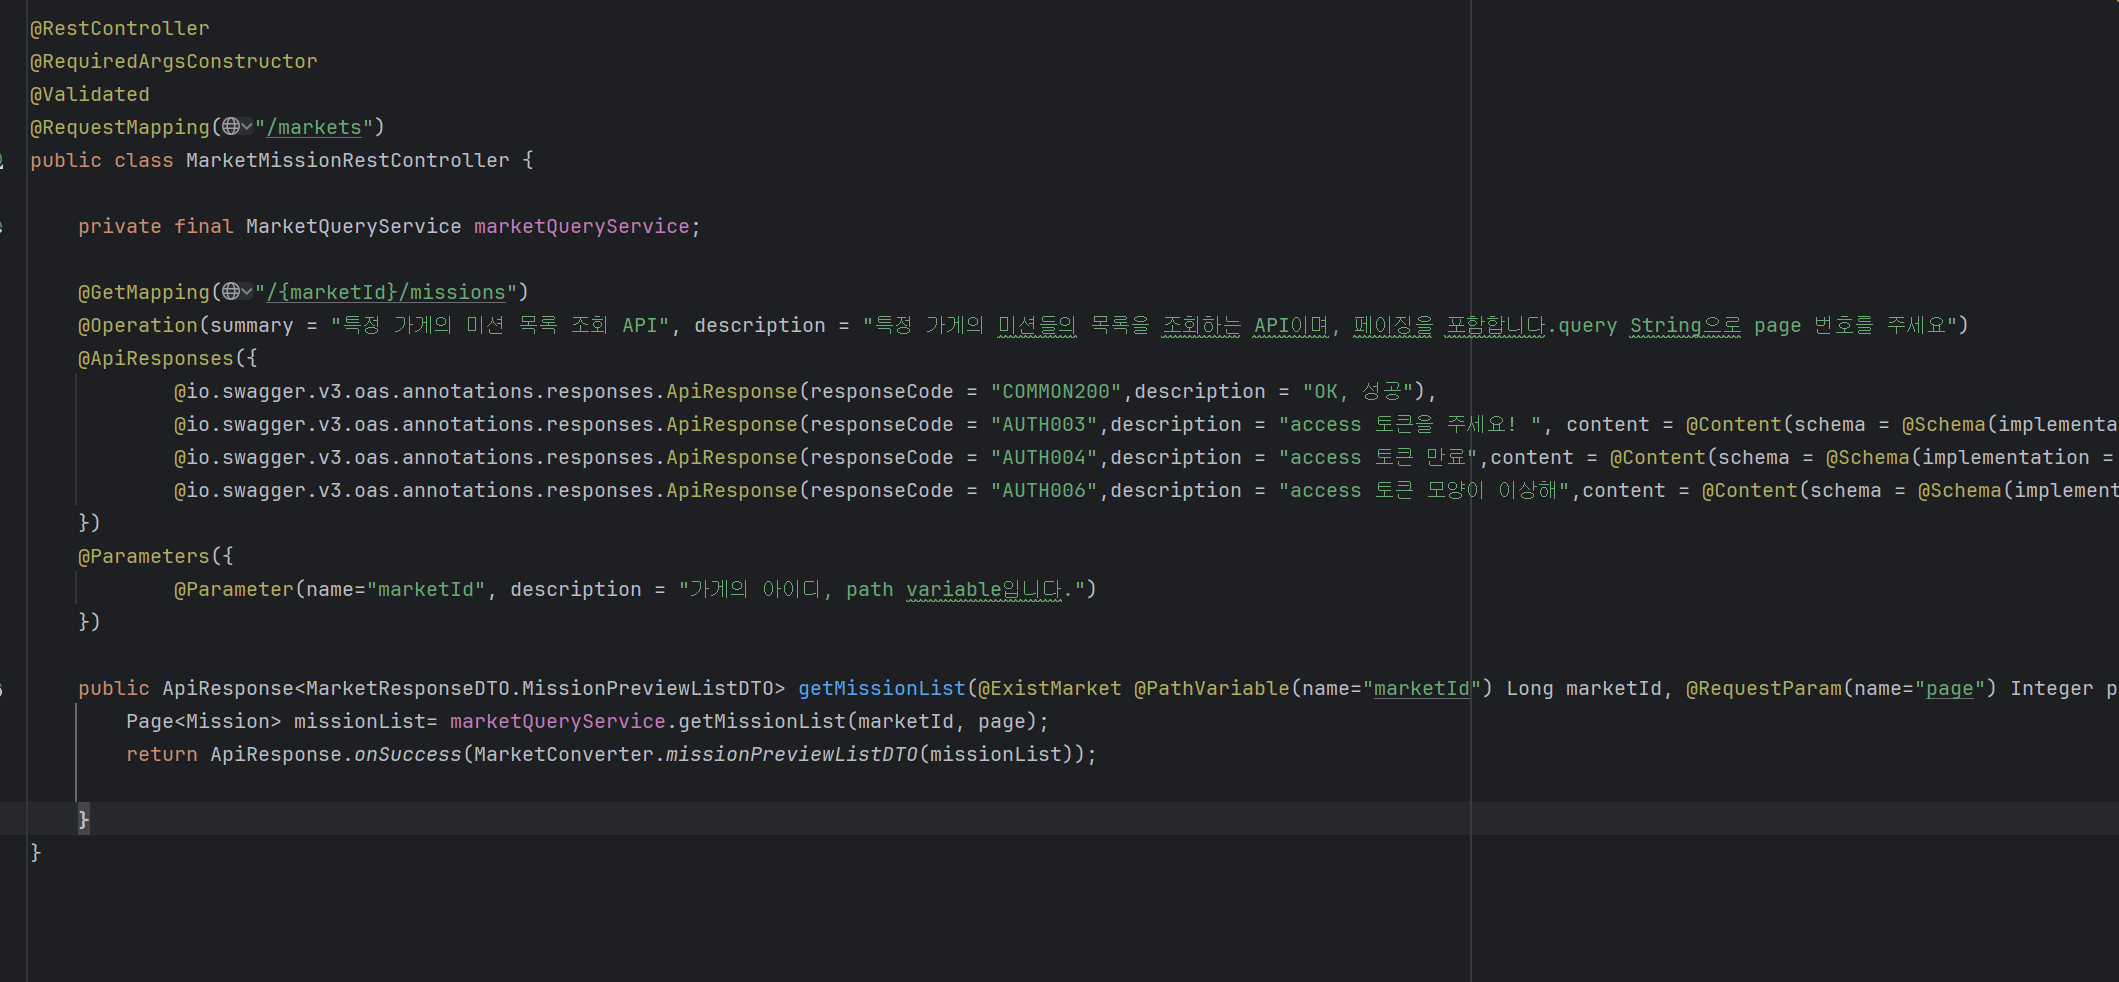 @RestController
@RequiredArgsConstructor
@Validated
@RequestMapping("/markets")
public class MarketMissionRestController {
private final MarketQueryService marketQueryService;
@GetMapping("/{marketId}/missions")
@Operation(summary = "특정 가게의 미션 목록 조회 API", description = "특정 가게의 미션들의 목록을 조회하는 API이며, 페이징을 포함합니다.query String으로 page 번호를 주세요")
@ApiResponses({
@io.swagger.v3.oas.annotations.responses.ApiResponse(responseCode = "COMMON200",description = "OK, 성공"),
@io.swagger.v3.oas.annotations.responses.ApiResponse(responseCode = "AUTH003",description = "access 토큰을 주세요! ", content = @Content(schema = @Schema(implementa
@io.swagger.v3.oas.annotations.responses.ApiResponse(responseCode = "AUTH004",description = "access 토큰 만료",content = @Content(schema = @Schema(implementation =
@io.swagger.v3.oas.annotations.responses.ApiResponse(responseCode = "AUTH006",description = "access 토큰 모양이 이상해",content = @Content(schema = @Schema(implement
})
@Parameters({
@Parameter(name="marketId", description = "가게의 아이디, path variable입니다.")
})
public ApiResponse<MarketResponseDTO.MissionPreviewListDTO> getMissionList(@ExistMarket @PathVariable(name="marketId") Long marketId, @RequestParam(name="page") Integer p
Page<Mission> missionList= marketQueryService.getMissionList(marketId, page);
return ApiResponse.onSuccess(MarketConverter.missionPreviewListDTO(missionList));
}
}